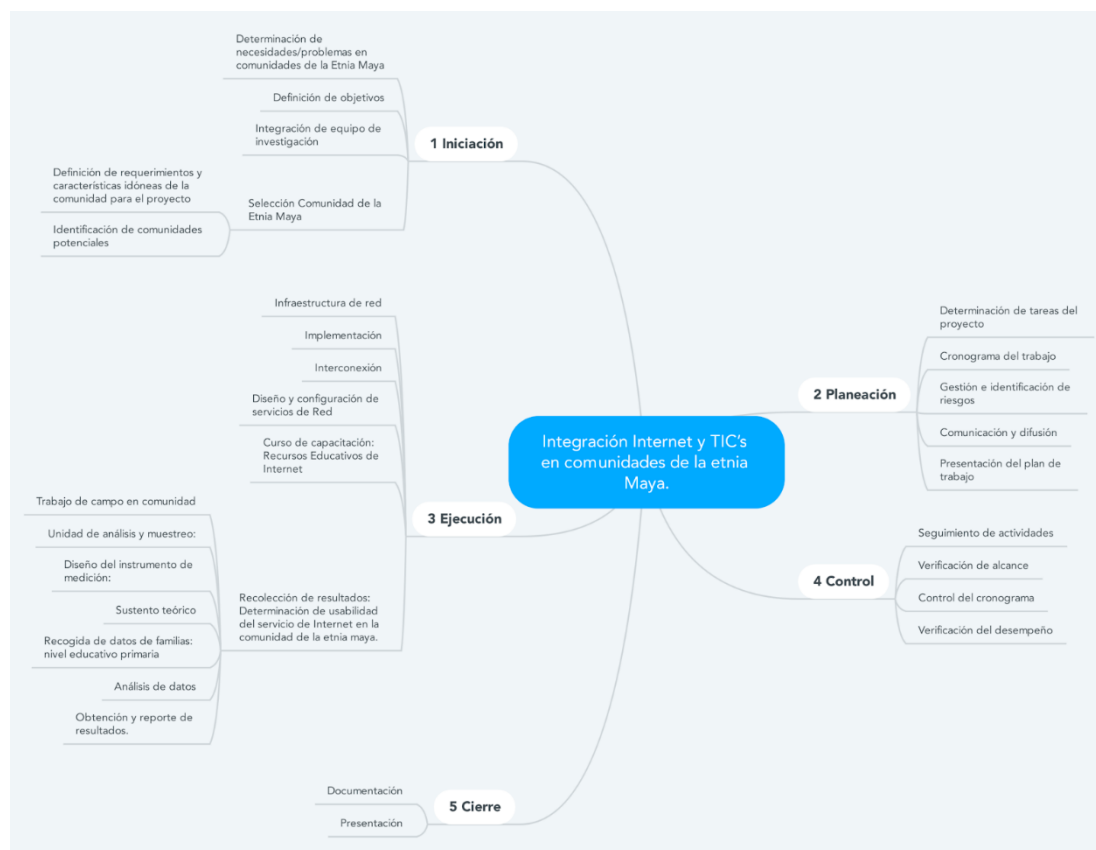 Integración Internet y TIC's
en comunidades de la etnia
Maya.
1 Iniciación
Determinación de
necesidades/problemas en
comunidades de la Etnia Maya
Definición de objetivos
Integración de equipo de
investigación
Selección Comunidad de la
Etnia Maya
Definición de requerimientos y
características idóneas de la
comunidad para el proyecto
Identificación de comunidades
potenciales
2 Planeación
Determinación de tareas del
proyecto
Cronograma del trabajo
Gestión e identificación de
riesgos
Comunicación y difusión
Presentación del plan de
trabajo
3 Ejecución
Infraestructura de red
Implementación
Interconexión
Diseño y configuración de
servicios de Red
Curso de capacitación:
Recursos Educativos de
Internet
Recolección de resultados:
Determinación de usabilidad
del servicio de Internet en la
comunidad de la etnia maya.
Trabajo de campo en comunidad
Unidad de análisis y muestreo:
Diseño del instrumento de
medición:
Sustento teórico
Recogida de datos de familias:
nivel educativo primaria
Análisis de datos
Obtención y reporte de
resultados.
4 Control
Seguimiento de actividades
Verificación de alcance
Control del cronograma
Verificación del desempeño
5 Cierre
Documentación
Presentación